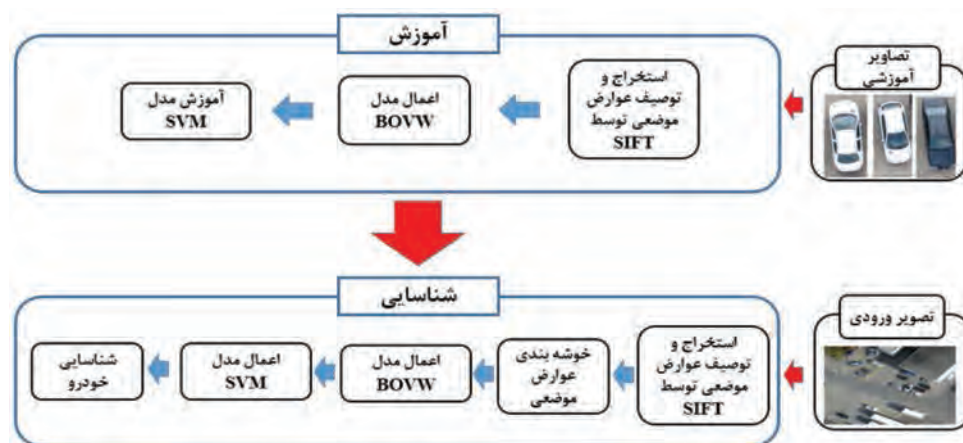 آموزش
تصاویر
آموزشی
استخراج و
توصیف عوارض
موضعی توسط
SIFT
اعمال مدل
BOVW
آموزش مدل
SVM
شناسایی
تصویر ورودی
استخراج و
توصیف عوارض
موضعی توسط
SIFT
خوشه بندی
عوارض
موضعی
اعمال مدل
BOVW
اعمال مدل
SVM
شناسایی
خودرو